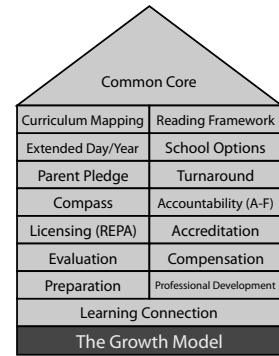 Common Core
Curriculum Mapping Reading Framework
Extended Day/Year School Options
Parent Pledge Turnaround
Compass Accountability (A-F)
Licensing (REPA) Accreditation
Evaluation Compensation
Preparation Professional Development
Learning Connection
The Growth Model